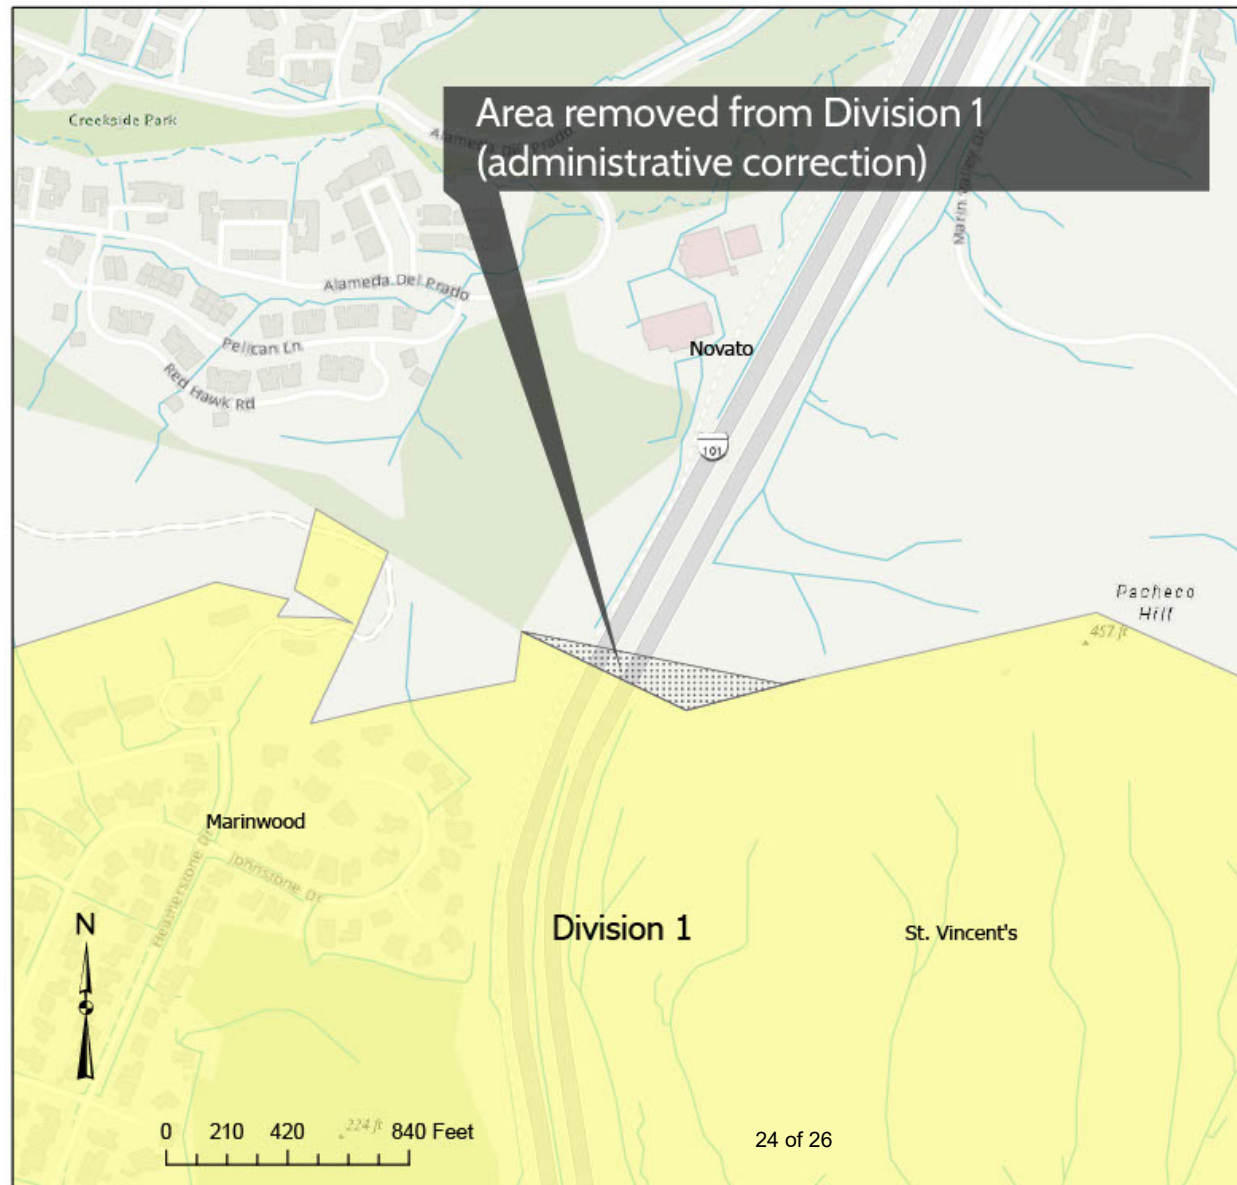 Area removed from Division 1
(administrative correction)
Creekside Park
Alameda Del Prado
Marin Valley Dr
Alameda Del Prado
Pelican Ln
Red Hawk Rd
Novato
101
Pacheco
Hill
457 ft
Marinwood
Johnstone Dr
Heatherstone Dr
Division 1
St. Vincent's
N
0 210 420 840 Feet
224 ft
24 of 26